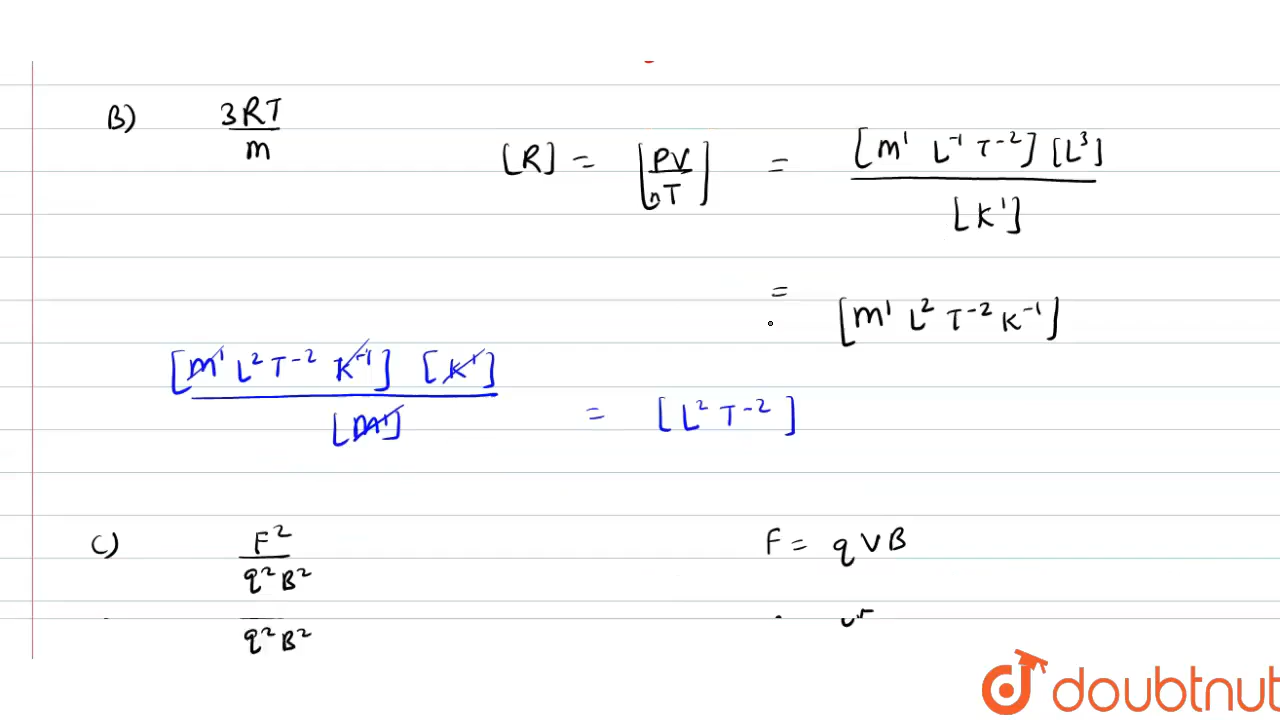 B) 3RT/m
[R] = [PV/nT] = [M¹ L⁻¹ T⁻²] [L³] / [K¹]
= [M¹ L² T⁻² K⁻¹]
[M¹ L² T⁻² K⁻¹] [K¹] / [M¹] = [L² T⁻²]
C) F²/q²B² F = qVB
q²B²
doubtnut